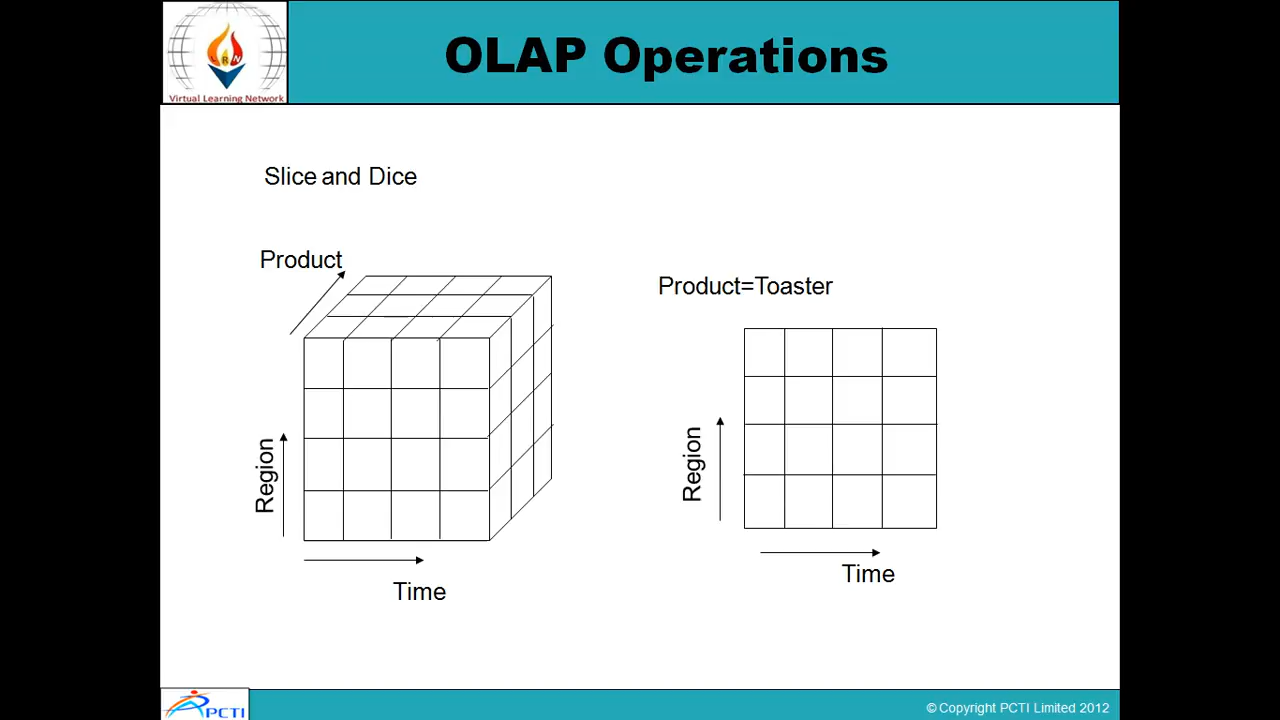 OLAP Operations
Virtual Learning Network
Slice and Dice
Product
Product=Toaster
Region
Region
Time
Time
PCTI
© Copyright PCTI Limited 2012